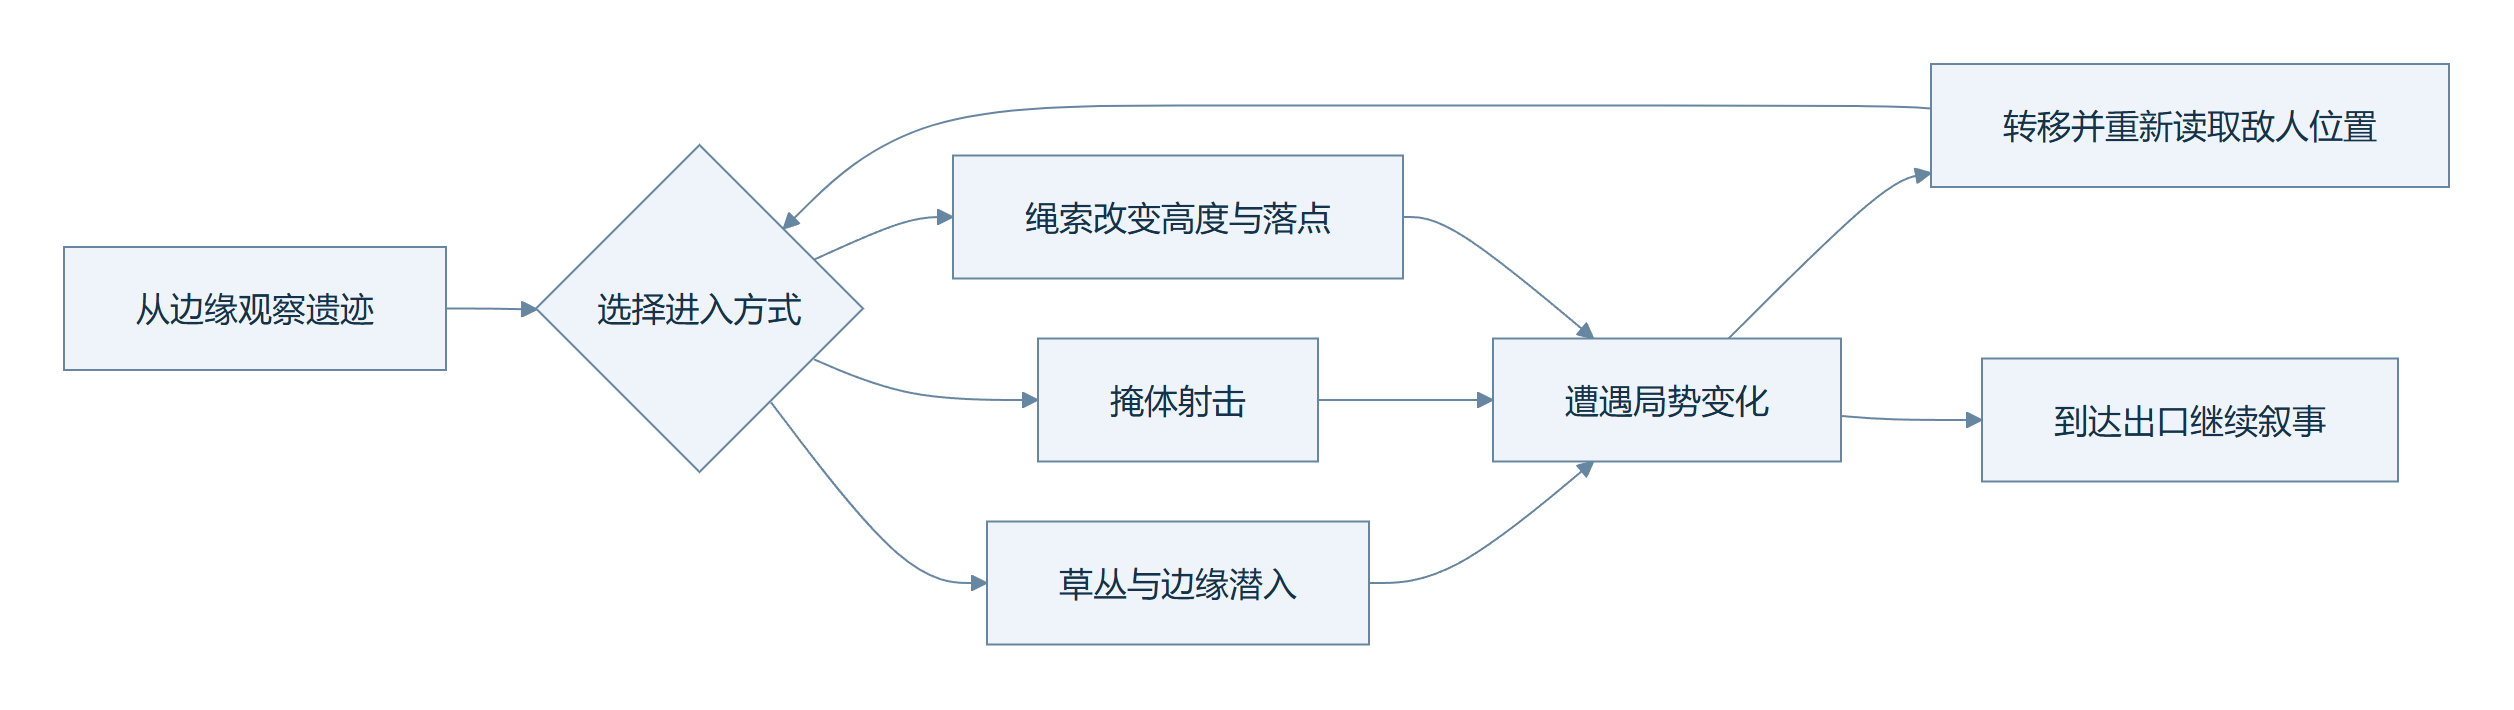 从边缘观察遗迹
选择进入方式
绳索改变高度与落点
掩体射击
草丛与边缘潜入
遭遇局势变化
转移并重新读取敌人位置
到达出口继续叙事